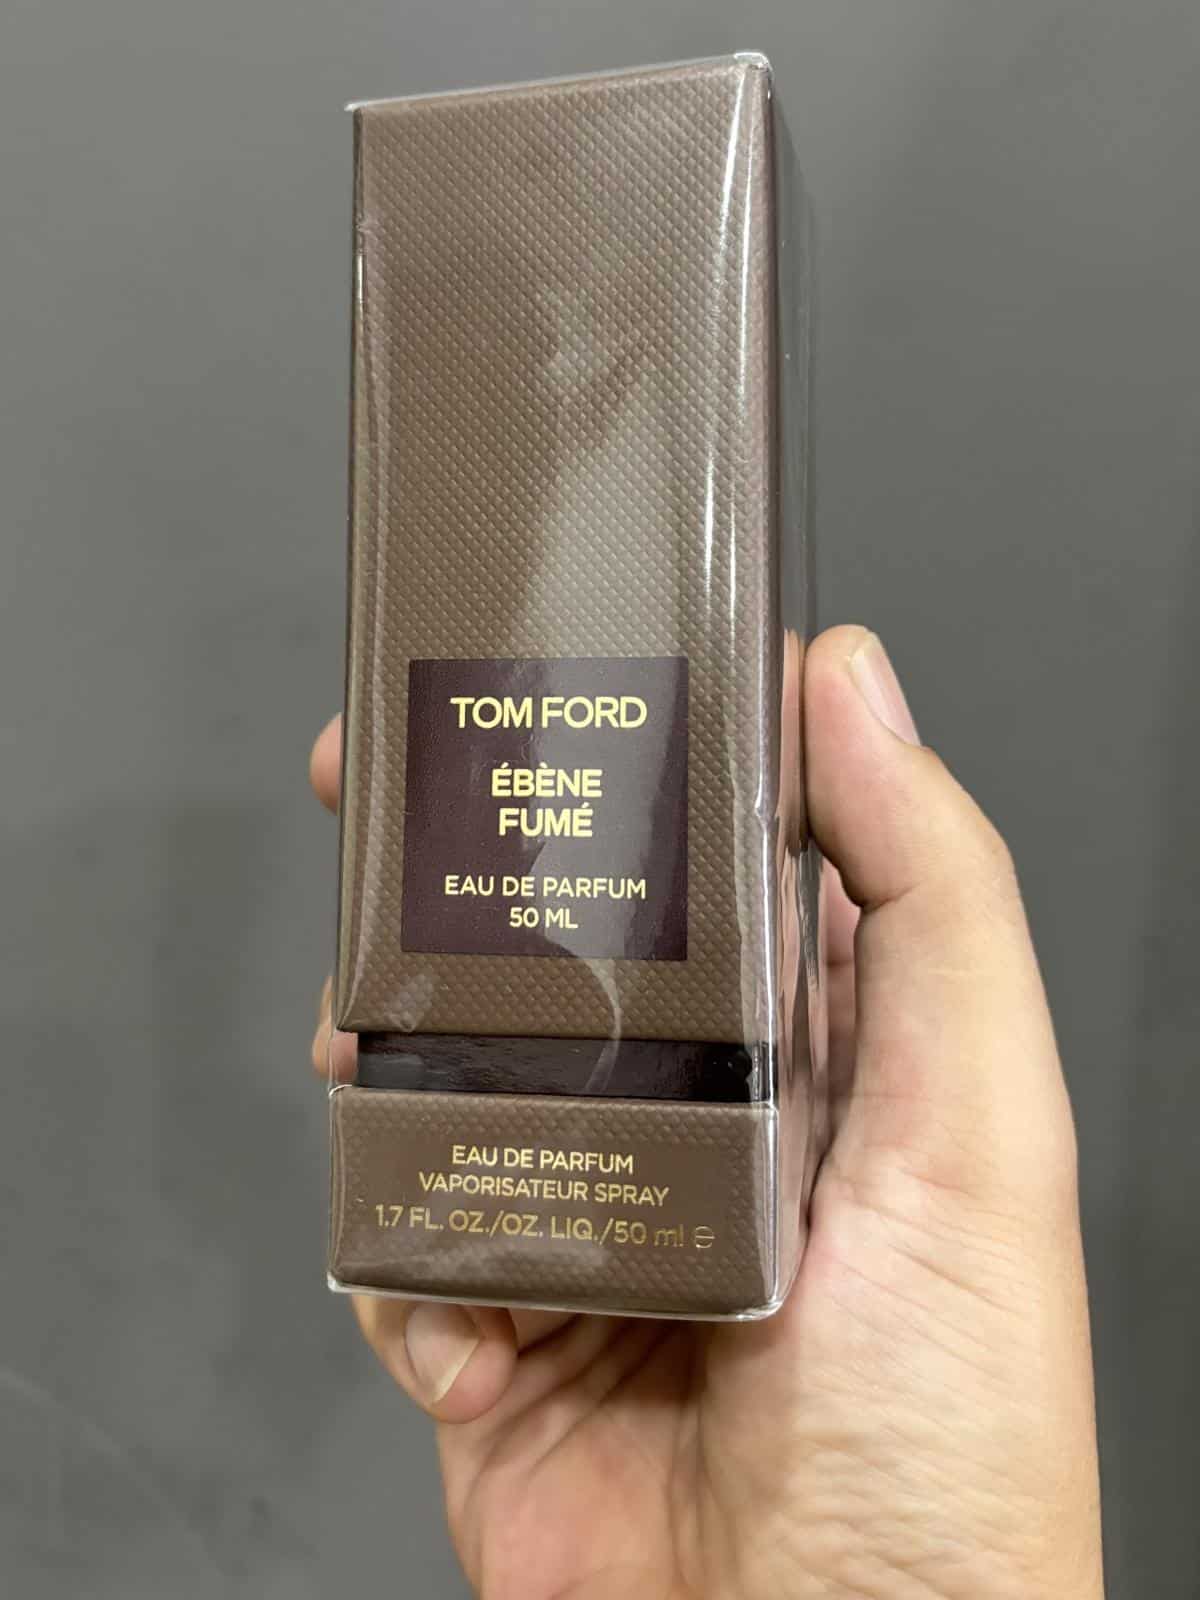 TOM FORD
ÉBÈNE
FUMÉ
EAU DE PARFUM
50 ML
EAU DE PARFUM
VAPORISATEUR SPRAY
1.7 FL. OZ./OZ. LIQ./50 ml ℮